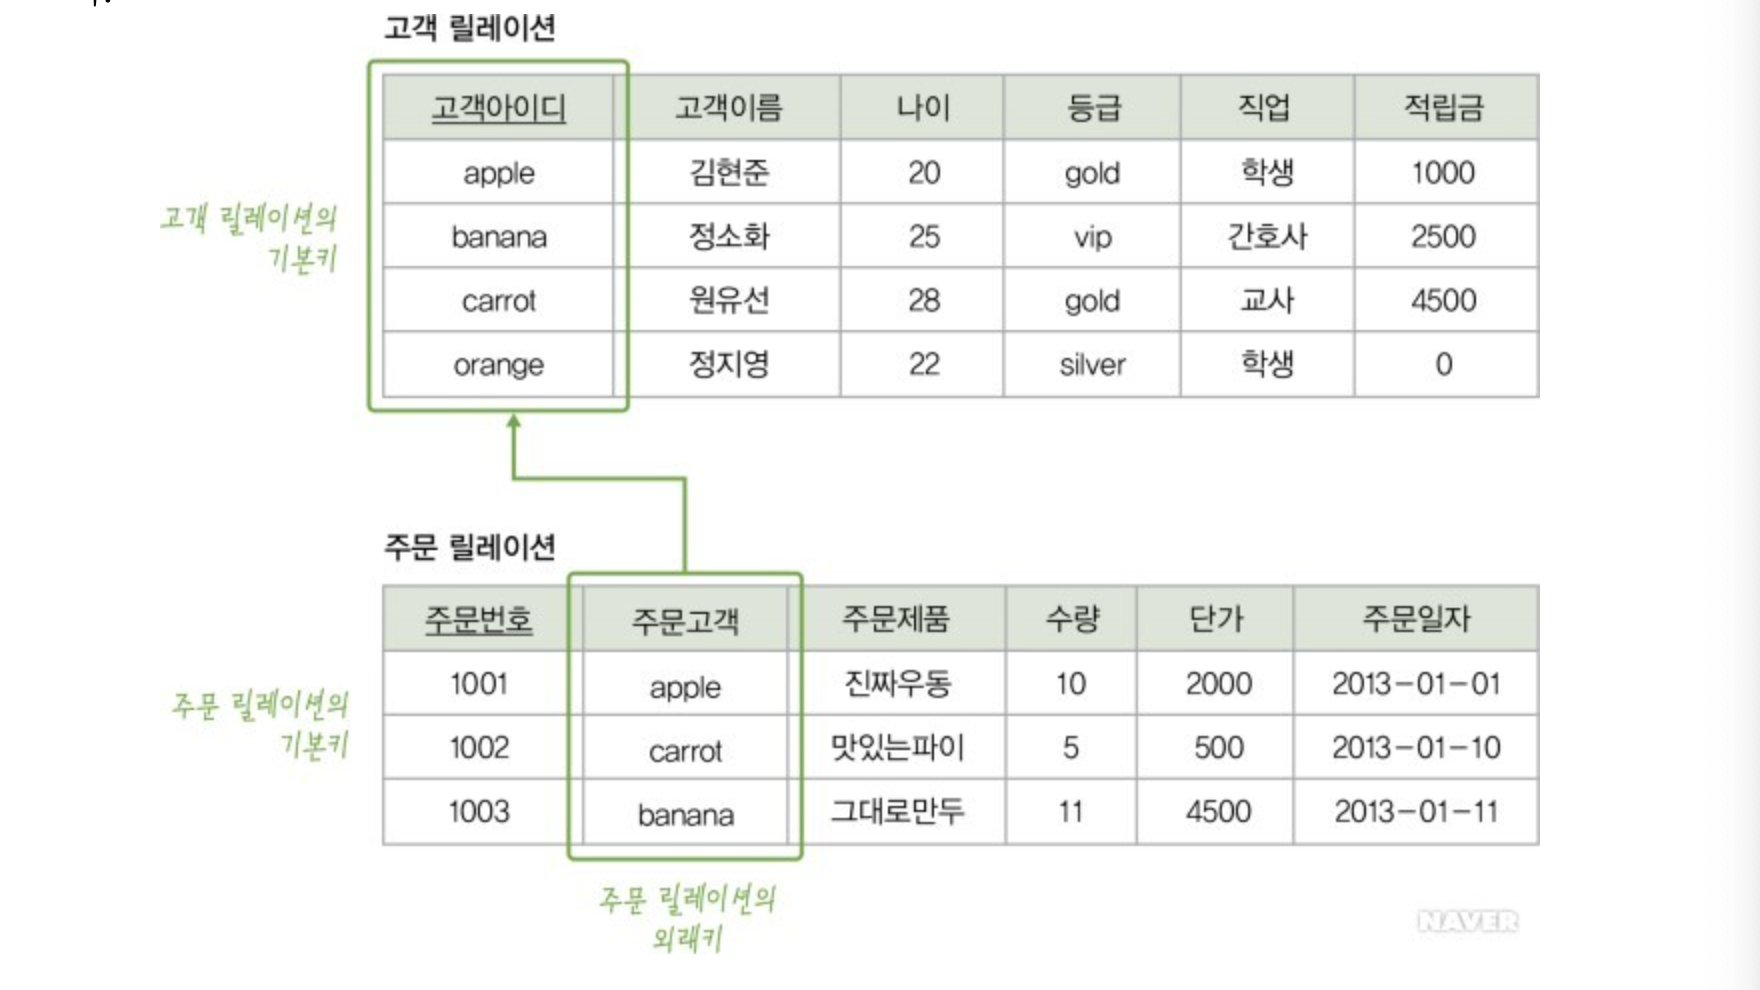 고객 릴레이션
고객아이디 고객이름 나이 등급 직업 적립금
apple 김현준 20 gold 학생 1000
banana 정소화 25 vip 간호사 2500
carrot 원유선 28 gold 교사 4500
orange 정지영 22 silver 학생 0
고객 릴레이션의
기본키
주문 릴레이션
주문번호 주문고객 주문제품 수량 단가 주문일자
1001 apple 진짜우동 10 2000 2013-01-01
1002 carrot 맛있는파이 5 500 2013-01-10
1003 banana 그대로만두 11 4500 2013-01-11
주문 릴레이션의
기본키
주문 릴레이션의
외래키
NAVER